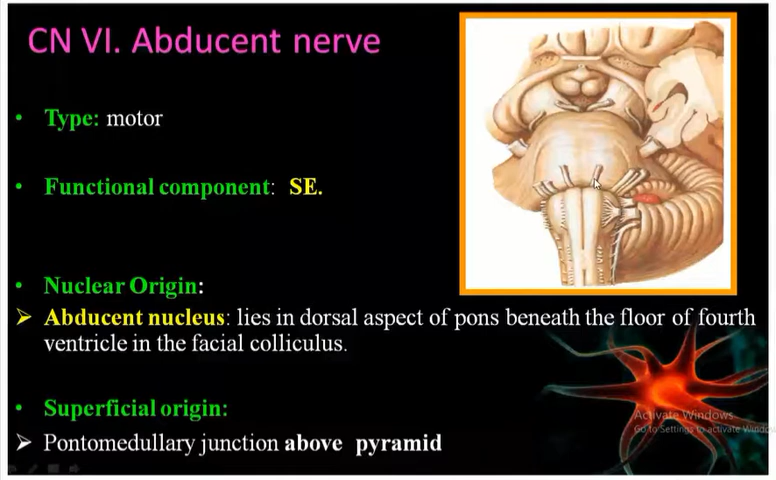 CN VI. Abducent nerve
• Type: motor
• Functional component: SE.
• Nuclear Origin:
➢ Abducent nucleus: lies in dorsal aspect of pons beneath the floor of fourth
ventricle in the facial colliculus.
• Superficial origin:
➢ Pontomedullary junction above pyramid
Activate Windows
Go to Settings to activate Window